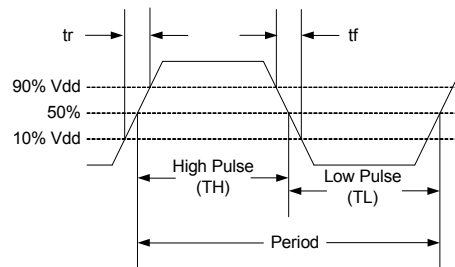 tr
tf
90% Vdd
50%
10% Vdd
High Pulse
(TH)
Low Pulse
(TL)
Period